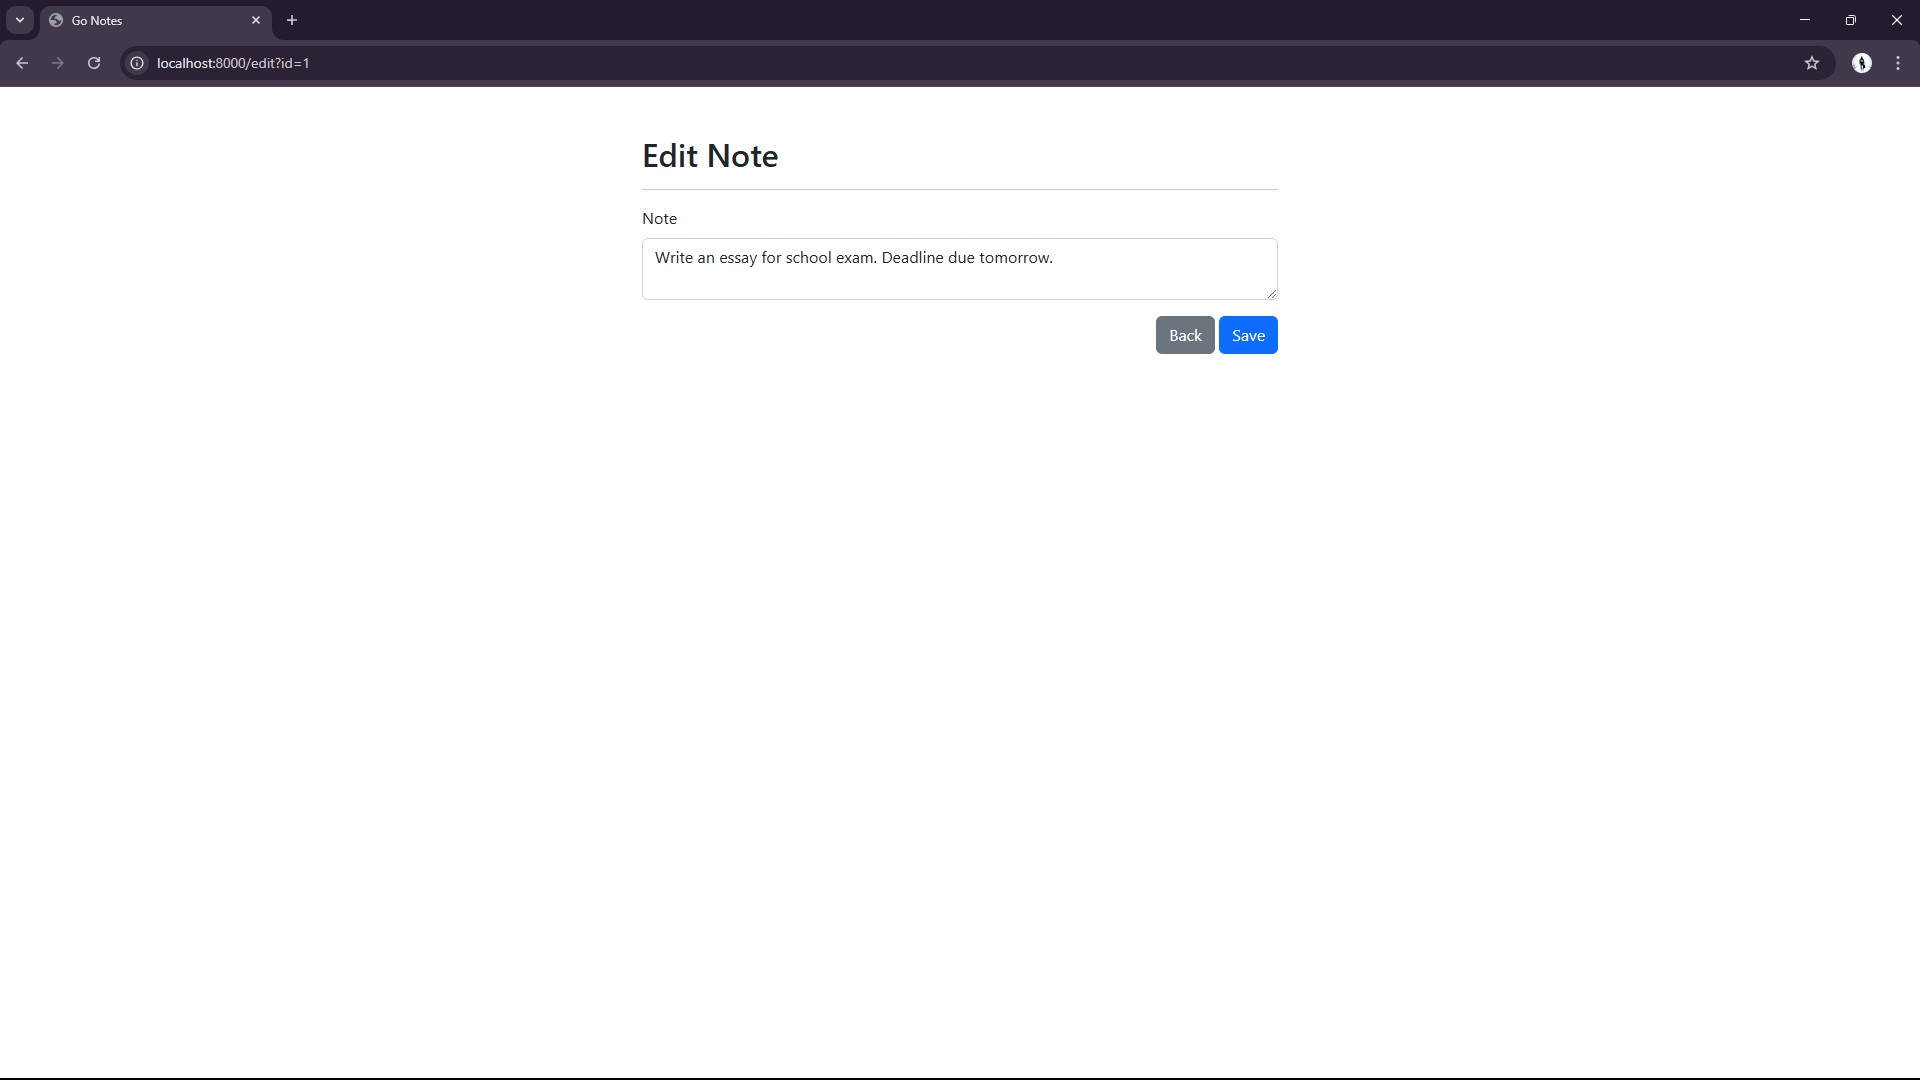 Go Notes
localhost:8000/edit?id=1
Edit Note
Note
Write an essay for school exam. Deadline due tomorrow.
Back Save